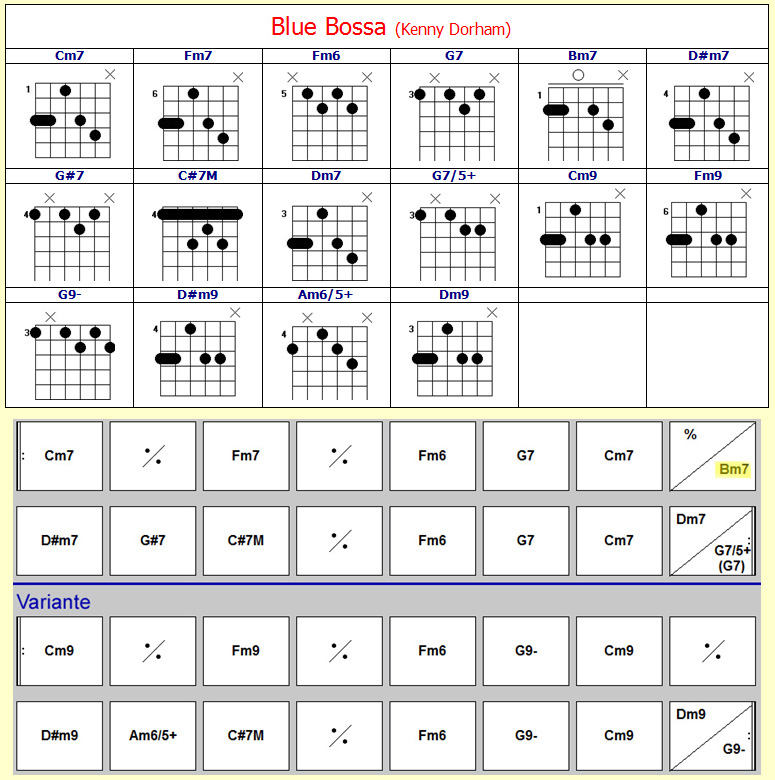 Blue Bossa (Kenny Dorham)
Cm7 Fm7 Fm6 G7 Bm7 D#m7
1 6 5 3 1 4
G#7 C#7M Dm7 G7/5+ Cm9 Fm9
4 4 3 3 1 6
G9- D#m9 Am6/5+ Dm9
3 4 4 3
: Cm7 ٪ Fm7 ٪ Fm6 G7 Cm7 % Bm7
D#m7 G#7 C#7M ٪ Fm6 G7 Cm7 Dm7 G7/5+ (G7) :
Variante
: Cm9 ٪ Fm9 ٪ Fm6 G9- Cm9 ٪
D#m9 Am6/5+ C#7M ٪ Fm6 G9- Cm9 Dm9 G9- :